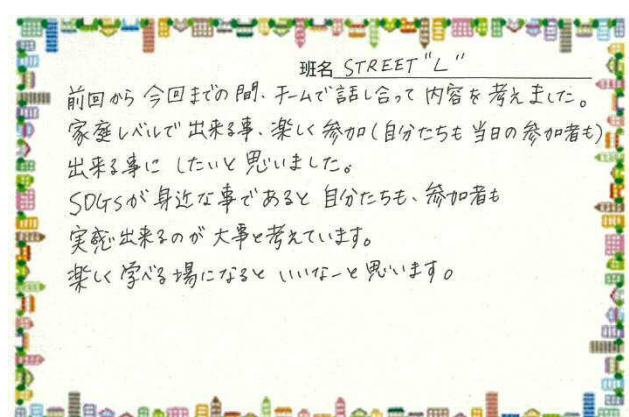 班名 STREET"L"
前回から今回までの間、チームで話し合って内容を考えました。
家庭レベルで出来る事、楽しく参加(自分たちも当日の参加者も)
出来る事にしたいと思いました。
SDGSが身近な事であると自分たちも、参加者も
実感出来るのが大事と考えています。
楽しく学べる場になるといいなーと思います。